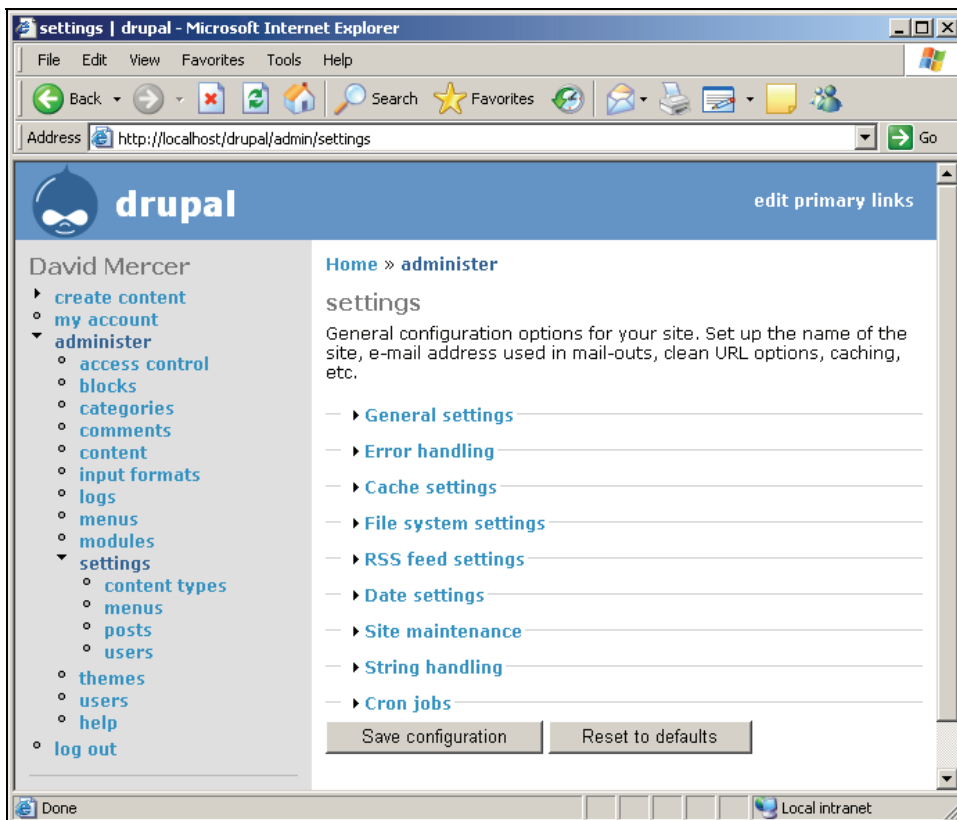 settings | drupal - Microsoft Internet Explorer
File Edit View Favorites Tools Help
Back Search Favorites
Address http://localhost/drupal/admin/settings Go
drupal
edit primary links
David Mercer
create content
my account
administer
access control
blocks
categories
comments
content
input formats
logs
menus
modules
settings
content types
menus
posts
users
themes
users
help
log out
Home » administer
settings
General configuration options for your site. Set up the name of the
site, e-mail address used in mail-outs, clean URL options, caching,
etc.
General settings
Error handling
Cache settings
File system settings
RSS feed settings
Date settings
Site maintenance
String handling
Cron jobs
Save configuration Reset to defaults
Done Local intranet